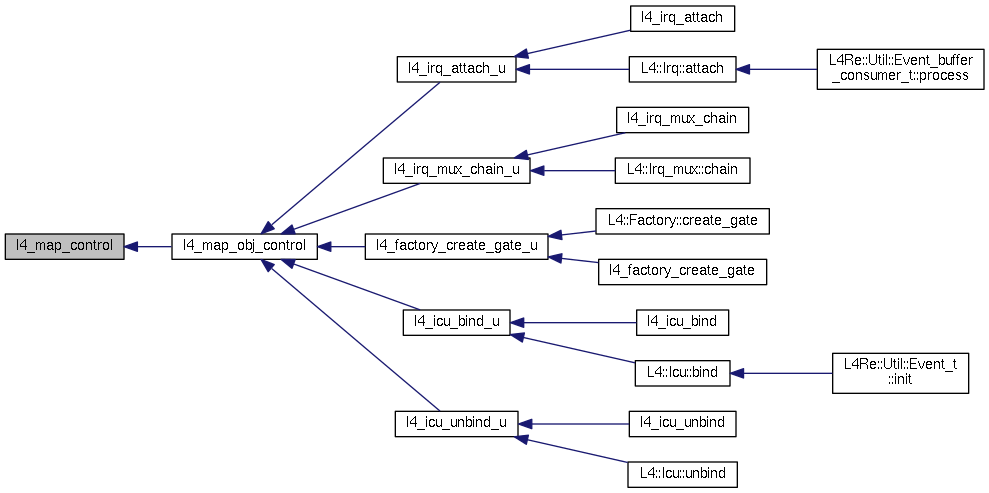 l4_irq_attach
l4_irq_attach_u
L4::Irq::attach
L4Re::Util::Event_buffer
_consumer_t::process
l4_irq_mux_chain
l4_irq_mux_chain_u
L4::Irq_mux::chain
L4::Factory::create_gate
l4_map_control
l4_map_obj_control
l4_factory_create_gate_u
l4_factory_create_gate
l4_icu_bind_u
l4_icu_bind
L4::Icu::bind
L4Re::Util::Event_t
::init
l4_icu_unbind_u
l4_icu_unbind
L4::Icu::unbind